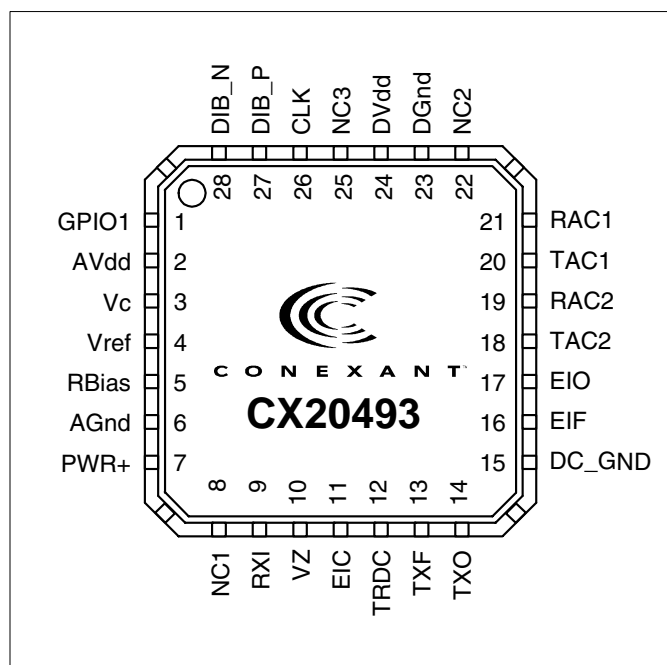 DIB_N
DIB_P
CLK
NC3
DVdd
DGnd
NC2
28
27
26
25
24
23
22
GPIO1 1
AVdd 2
Vc 3
Vref 4
RBias 5
AGnd 6
PWR+ 7
21 RAC1
20 TAC1
19 RAC2
18 TAC2
17 EIO
16 EIF
15 DC_GND
CONEXANT™
CX20493
8
9
10
11
12
13
14
NC1
RXI
VZ
EIC
TRDC
TXF
TXO